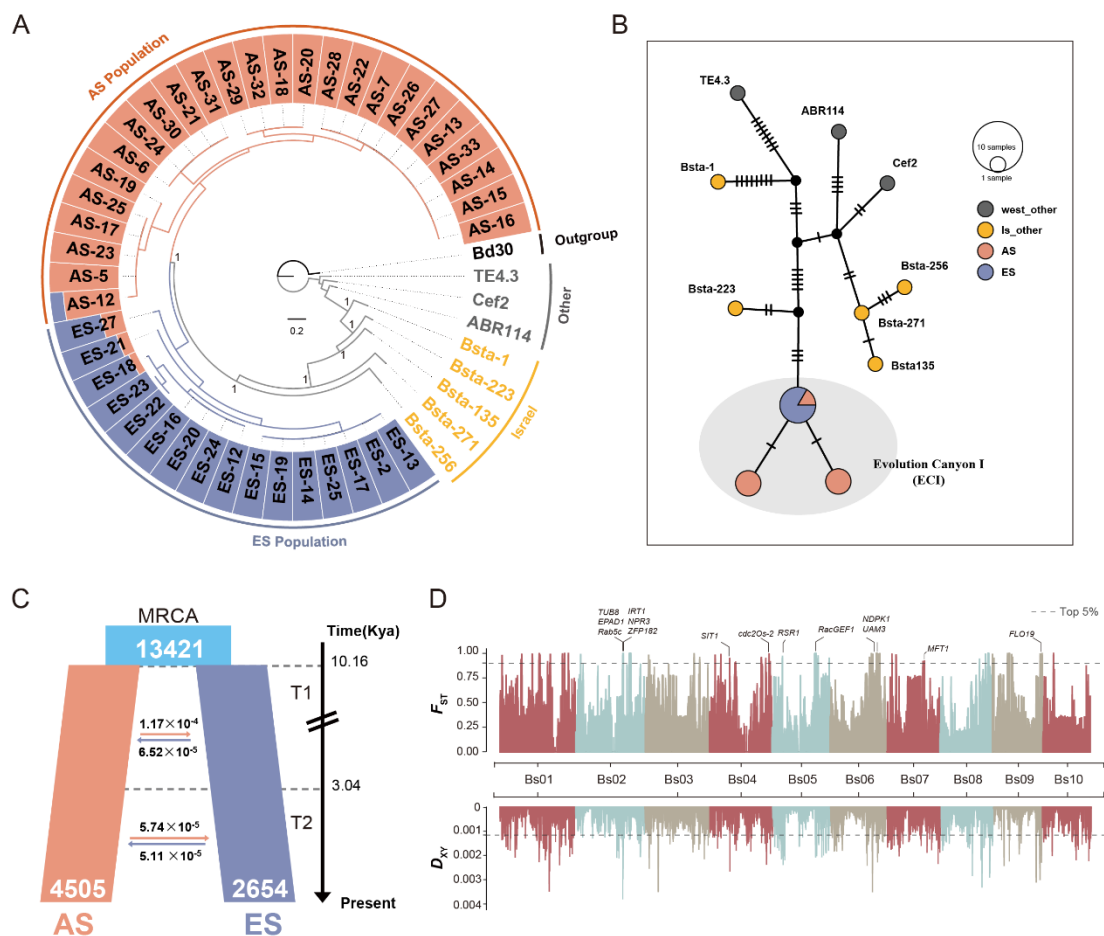 A
AS Population
AS-12
AS-5
AS-23
AS-17
AS-25
AS-19
AS-6
AS-24
AS-30
AS-21
AS-31
AS-29
AS-32
AS-18
AS-20
AS-28
AS-22
AS-7
AS-26
AS-27
AS-13
AS-33
AS-14
AS-15
AS-16
Bd30
Outgroup
TE4.3
Cef2
ABR114
Other
Bsta-1
Bsta-223
Bsta-135
Bsta-271
Bsta-256
Israel
ES-13
ES-2
ES-17
ES-25
ES-14
ES-19
ES-15
ES-12
ES-24
ES-20
ES-16
ES-22
ES-23
ES-18
ES-21
ES-27
ES Population
1
1
1
1
1
0.2
B
TE4.3
ABR114
Cef2
Bsta-1
Bsta-256
Bsta-223
Bsta-271
Bsta135
10 samples
1 sample
west_other
Is_other
AS
ES
Evolution Canyon I
(ECI)
C
MRCA
13421
Time(Kya)
10.16
T1
1.17×10-4
6.52×10-5
3.04
T2
5.74×10-5
5.11 ×10-5
4505
2654
Present
AS
ES
D
Top 5%
TUB8 IRT1
EPAD1 NPR3
Rab5c ZFP182
SIT1
cdc2Os-2
RSR1
RacGEF1
NDPK1
UAM3
MFT1
FLO19
FST
1.00
0.75
0.50
0.25
0.00
Bs01 Bs02 Bs03 Bs04 Bs05 Bs06 Bs07 Bs08 Bs09 Bs10
DXY
0
0.001
0.002
0.003
0.004